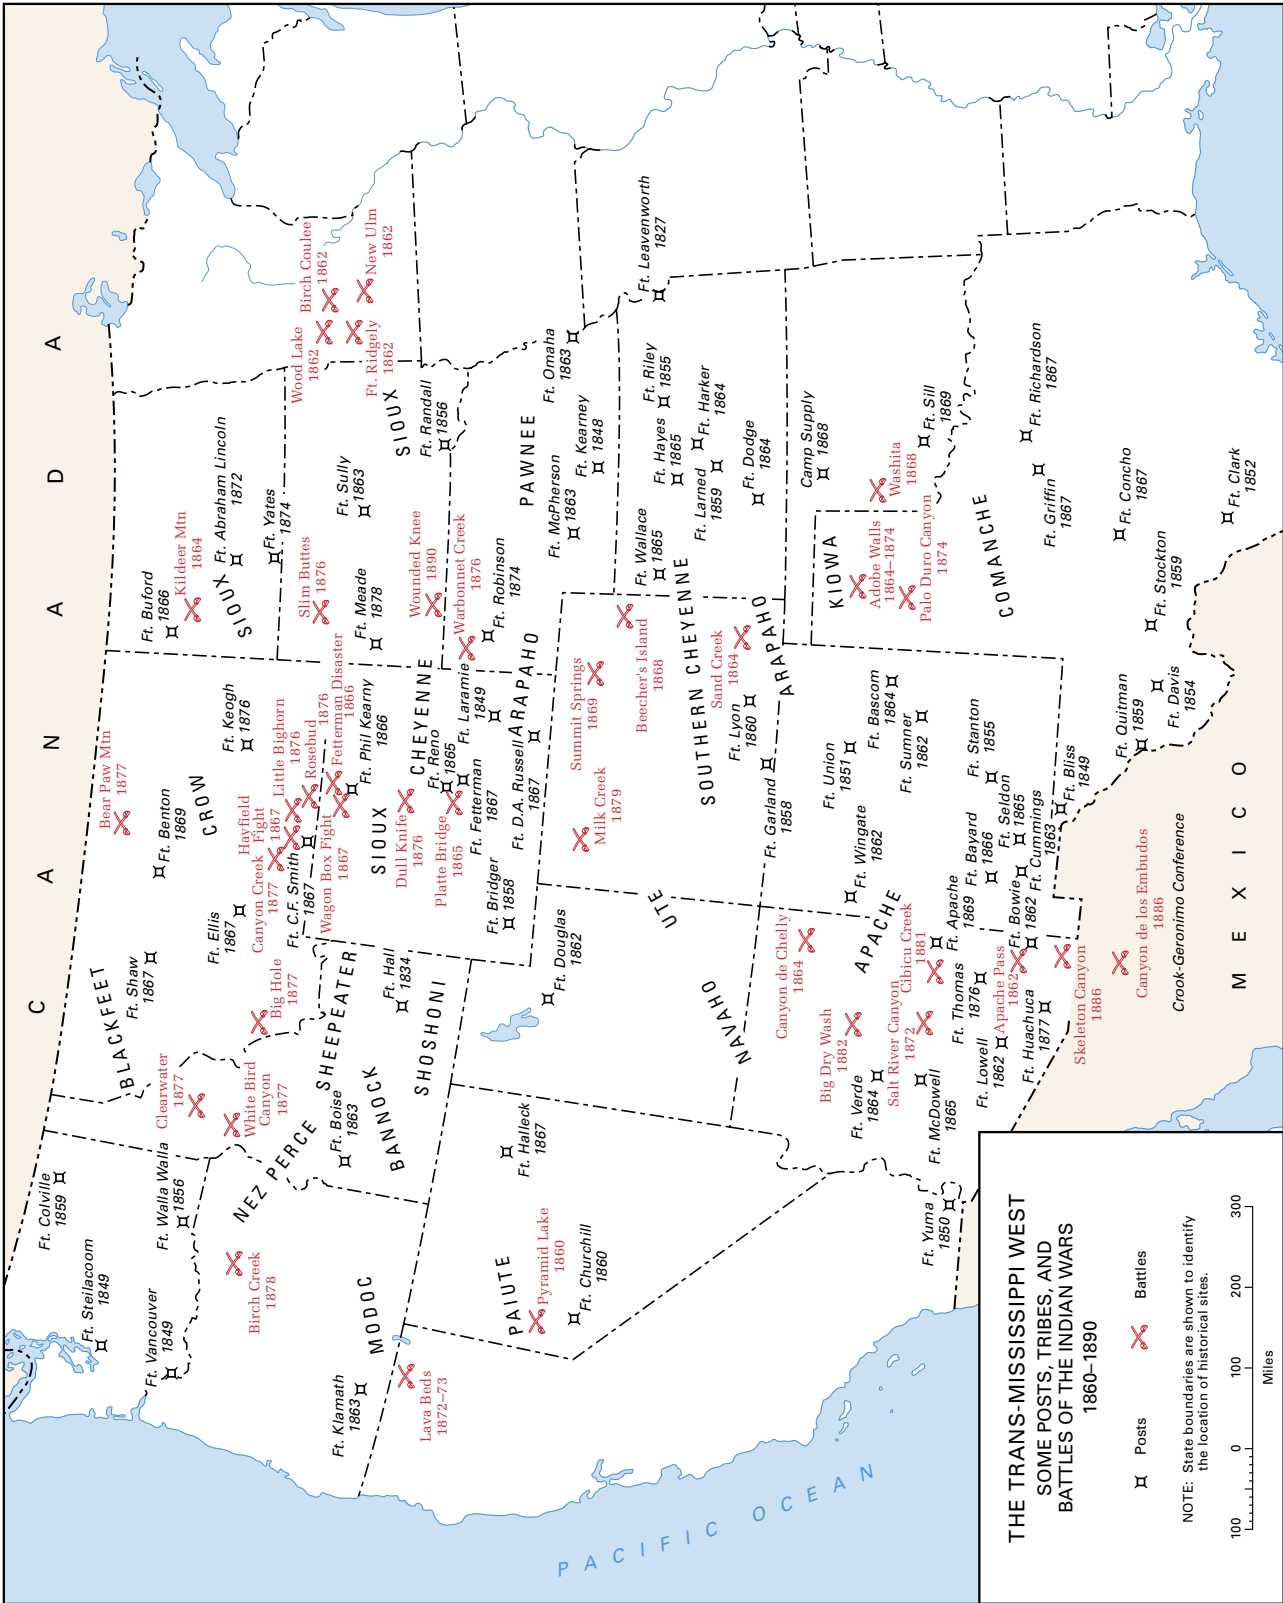 C A N A D A
M E X I C O
PACIFIC OCEAN
Ft. Colville
1859
Ft. Steilacoom
1849
Ft. Vancouver
1849
Ft. Walla Walla
1856
Birch Creek
1878
NEZ PERCE
Clearwater
1877
White Bird
Canyon
1877
BLACKFEET
Ft. Shaw
1867
Ft. Benton
1869
Bear Paw Mtn
1877
CROW
Ft. Ellis
1867
Big Hole
1877
Canyon Creek
1877
Hayfield
Fight
1867
Ft. C.F. Smith
1867
Little Bighorn
1876
Rosebud
1876
Ft. Keogh
1876
Fetterman Disaster
1866
Wagon Box Fight
1867
Ft. Phil Kearny
1866
Ft. Buford
1866
Kildeer Mtn
1864
SIOUX
Ft. Abraham Lincoln
1872
Ft. Yates
1874
Slim Buttes
1876
Ft. Meade
1878
Ft. Sully
1863
SIOUX
Ft. Randall
1856
Wood Lake
1862
Birch Coulee
1862
Ft. Ridgely
1862
New Ulm
1862
MODOC
Ft. Klamath
1863
Lava Beds
1872–73
Ft. Boise
1863
SHEEPEATER
BANNOCK
SHOSHONI
Ft. Hall
1834
SIOUX
CHEYENNE
Dull Knife
1876
Platte Bridge
1865
Ft. Reno
1865
Ft. Fetterman
1867
Ft. Laramie
1849
Ft. D.A. Russell
1867
ARAPAHO
Ft. Bridger
1858
Wounded Knee
1890
Warbonnet Creek
1876
Ft. Robinson
1874
PAWNEE
Ft. McPherson
1863
Ft. Kearney
1848
Ft. Omaha
1863
PAIUTE
Pyramid Lake
1860
Ft. Churchill
1860
Ft. Halleck
1867
Ft. Douglas
1862
UTE
Milk Creek
1879
Summit Springs
1869
Beecher's Island
1868
SOUTHERN CHEYENNE
Sand Creek
1864
ARAPAHO
Ft. Lyon
1860
Ft. Garland
1858
Ft. Wallace
1865
Ft. Hayes
1865
Ft. Riley
1855
Ft. Harker
1864
Ft. Larned
1859
Ft. Dodge
1864
Ft. Leavenworth
1827
NAVAHO
Canyon de Chelly
1864
Big Dry Wash
1882
Ft. Verde
1864
Salt River Canyon
1872
Cibicu Creek
1881
APACHE
Ft. McDowell
1865
Ft. Yuma
1850
Ft. Thomas
1876
Ft. Apache
1869
Ft. Lowell
1862
Apache Pass
1862
Ft. Bowie
1862
Ft. Huachuca
1877
Skeleton Canyon
1886
Canyon de los Embudos
1886
Crook-Geronimo Conference
Ft. Wingate
1862
Ft. Union
1851
Ft. Bascom
1864
Ft. Sumner
1862
Ft. Stanton
1855
Ft. Bayard
1866
Ft. Seldon
1865
Ft. Cummings
1863
Ft. Bliss
1849
Ft. Quitman
1859
Ft. Davis
1854
Ft. Stockton
1859
Camp Supply
1868
KIOWA
Adobe Walls
1864–1874
Palo Duro Canyon
1874
Washita
1868
Ft. Sill
1869
COMANCHE
Ft. Richardson
1867
Ft. Griffin
1867
Ft. Concho
1867
Ft. Clark
1852
THE TRANS-MISSISSIPPI WEST
SOME POSTS, TRIBES, AND
BATTLES OF THE INDIAN WARS
1860–1890
Posts
Battles
NOTE: State boundaries are shown to identify
the location of historical sites.
100 0 100 200 300
Miles